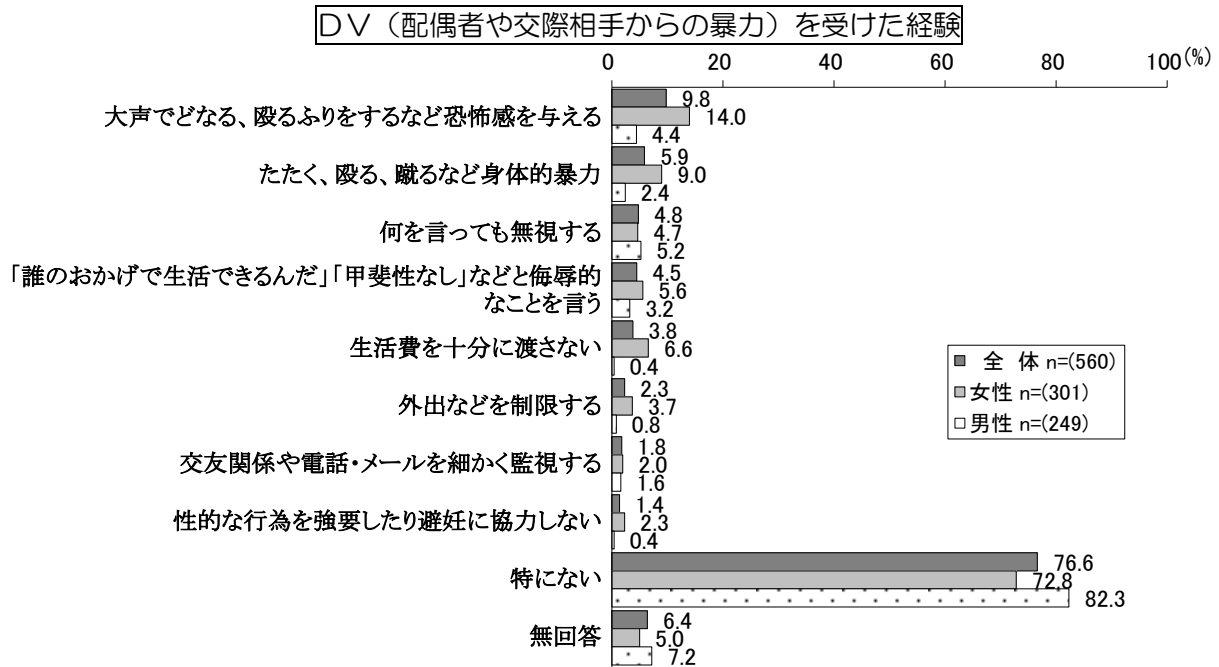 DV（配偶者や交際相手からの暴力）を受けた経験
0 20 40 60 80 100(%)
大声でどなる、殴るふりをするなど恐怖感を与える
9.8
14.0
4.4
たたく、殴る、蹴るなど身体的暴力
5.9
9.0
2.4
何を言っても無視する
4.8
4.7
5.2
「誰のおかげで生活できるんだ」「甲斐性なし」などと侮辱的
なことを言う
4.5
5.6
3.2
生活費を十分に渡さない
3.8
6.6
0.4
外出などを制限する
2.3
3.7
0.8
交友関係や電話・メールを細かく監視する
1.8
2.0
1.6
性的な行為を強要したり避妊に協力しない
1.4
2.3
0.4
特にない
76.6
72.8
82.3
無回答
6.4
5.0
7.2
全 体 n=(560)
女性 n=(301)
男性 n=(249)